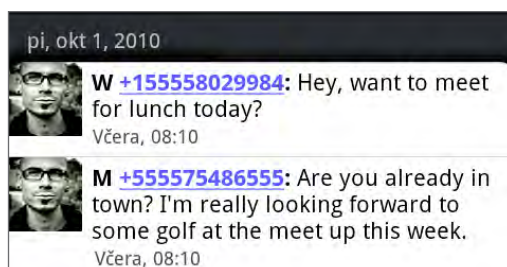 pi, okt 1, 2010
W +155558029984: Hey, want to meet
for lunch today?
Včera, 08:10
M +555575486555: Are you already in
town? I'm really looking forward to
some golf at the meet up this week.
Včera, 08:10